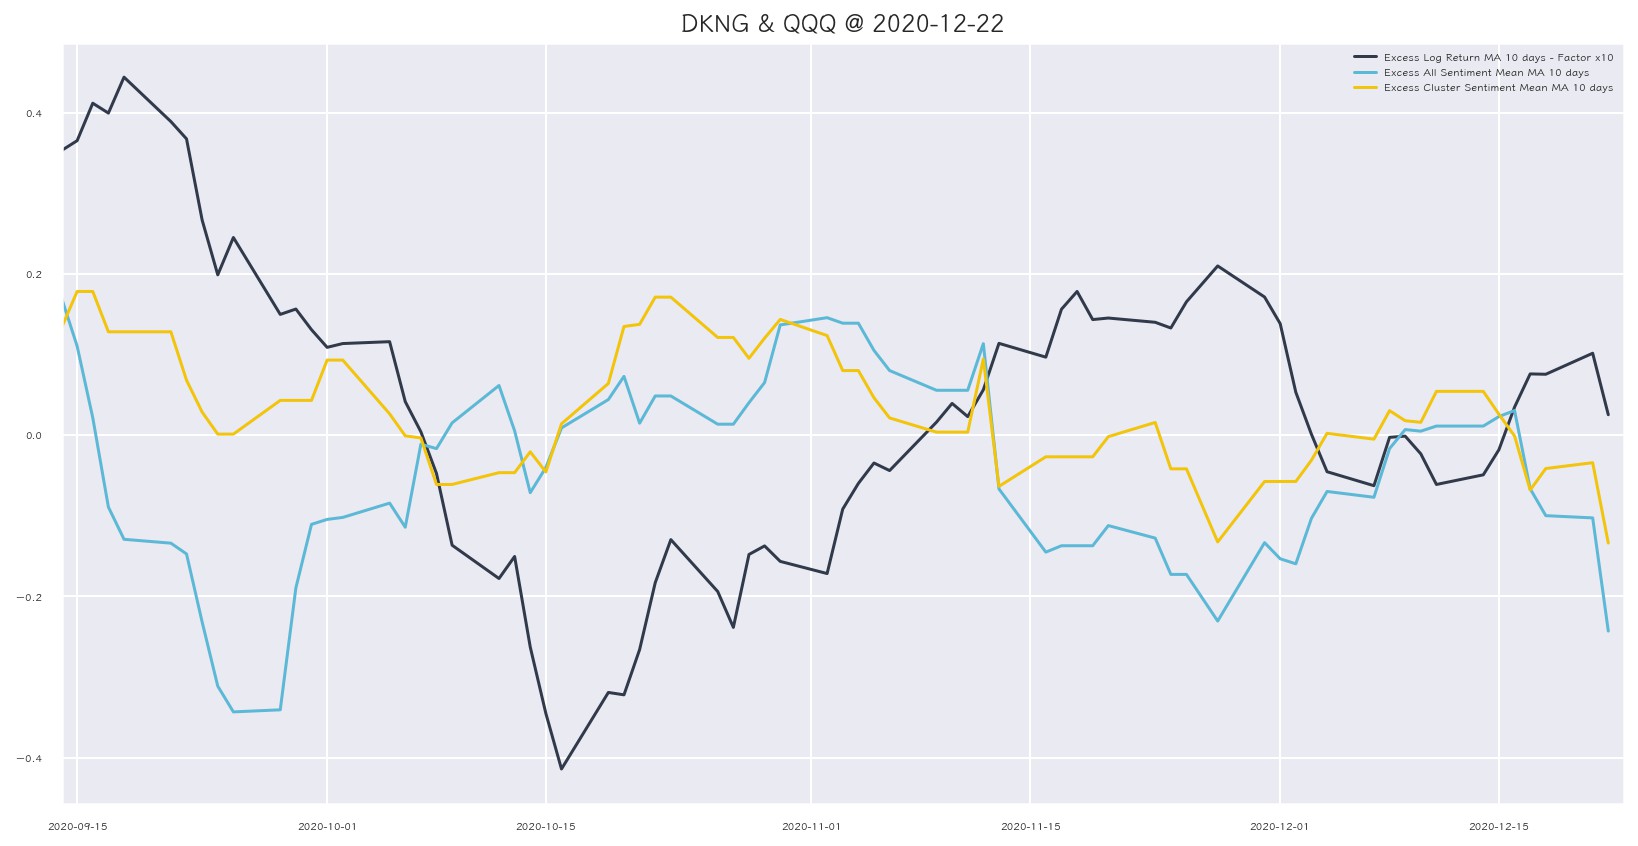 DKNG & QQQ @ 2020-12-22
Excess Log Return MA 10 days - Factor x10
Excess All Sentiment Mean MA 10 days
Excess Cluster Sentiment Mean MA 10 days
0.4
0.2
0.0
−0.2
−0.4
2020-09-15 2020-10-01 2020-10-15 2020-11-01 2020-11-15 2020-12-01 2020-12-15